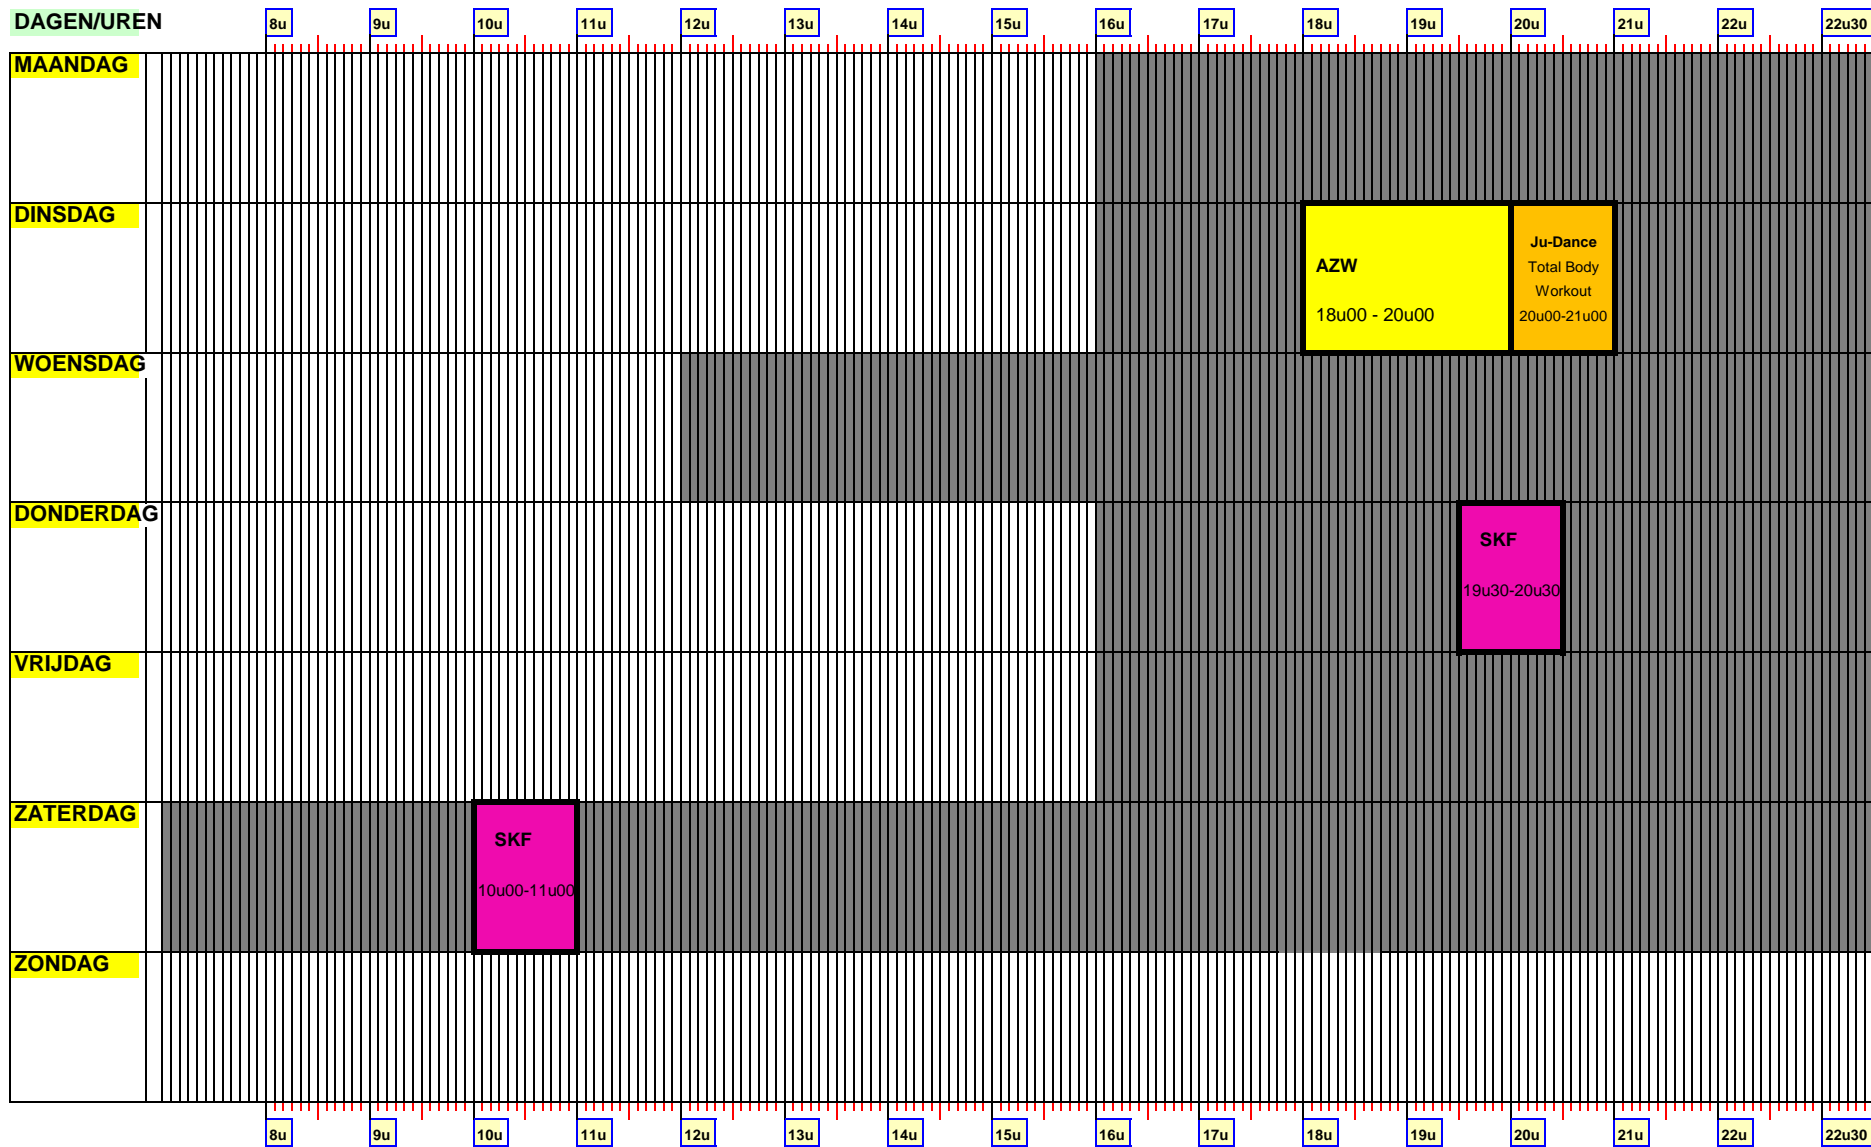 DAGEN/UREN 8u 9u 10u 11u 12u 13u 14u 15u 16u 17u 18u 19u 20u 21u 22u 22u30
MAANDAG
DINSDAG
AZW
18u00 - 20u00
Ju-Dance
Total Body
Workout
20u00-21u00
WOENSDAG
DONDERDAG
SKF
19u30-20u30
VRIJDAG
ZATERDAG
SKF
10u00-11u00
ZONDAG
8u 9u 10u 11u 12u 13u 14u 15u 16u 17u 18u 19u 20u 21u 22u 22u30